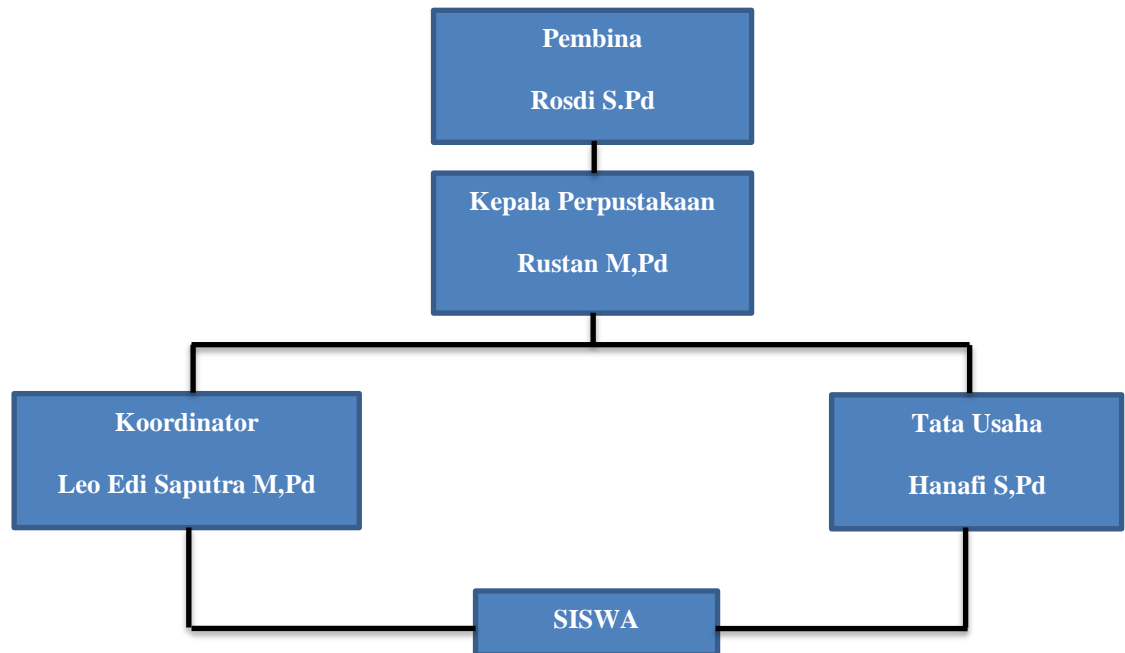 Pembina
Rosdi S.Pd
Kepala Perpustakaan
Rustan M,Pd
Koordinator
Leo Edi Saputra M,Pd
Tata Usaha
Hanafi S,Pd
SISWA